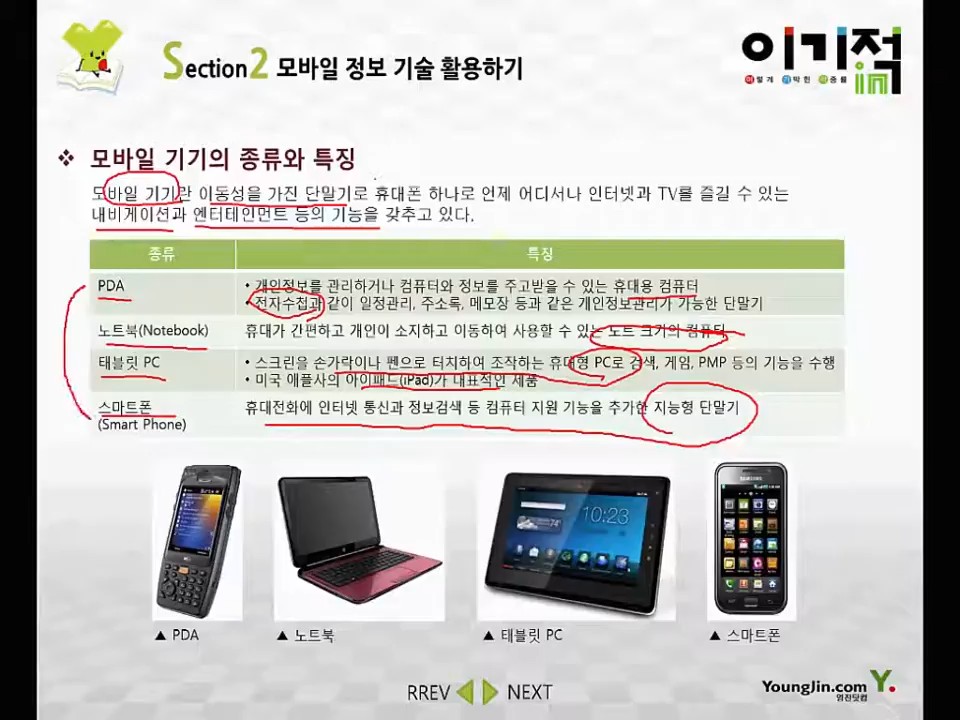 Section2 모바일 정보 기술 활용하기
이기적in
이렇게 기막힌 적중률
❖ 모바일 기기의 종류와 특징
모바일 기기란 이동성을 가진 단말기로 휴대폰 하나로 언제 어디서나 인터넷과 TV를 즐길 수 있는
내비게이션과 엔터테인먼트 등의 기능을 갖추고 있다.
종류 특징
PDA
• 개인정보를 관리하거나 컴퓨터와 정보를 주고받을 수 있는 휴대용 컴퓨터
• 전자수첩과 같이 일정관리, 주소록, 메모장 등과 같은 개인정보관리가 가능한 단말기
노트북(Notebook) 휴대가 간편하고 개인이 소지하고 이동하여 사용할 수 있는 노트 크기의 컴퓨터
태블릿 PC
• 스크린을 손가락이나 펜으로 터치하여 조작하는 휴대형 PC로 검색, 게임, PMP 등의 기능을 수행
• 미국 애플사의 아이패드(iPad)가 대표적인 제품
스마트폰
(Smart Phone)
휴대전화에 인터넷 통신과 정보검색 등 컴퓨터 지원 기능을 추가한 지능형 단말기
10:23
SAMSUNG
▲ PDA ▲ 노트북 ▲ 태블릿 PC ▲ 스마트폰
RREV NEXT
YoungJin.com Y.
영진닷컴